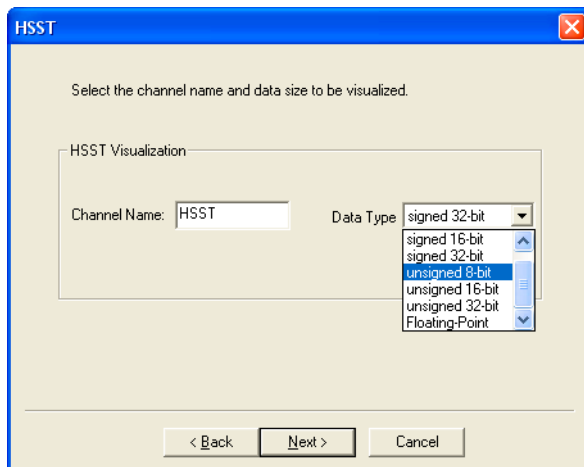 HSST
Select the channel name and data size to be visualized.
HSST Visualization
Channel Name: HSST Data Type signed 32-bit
signed 16-bit
signed 32-bit
unsigned 8-bit
unsigned 16-bit
unsigned 32-bit
Floating-Point
< Back Next > Cancel